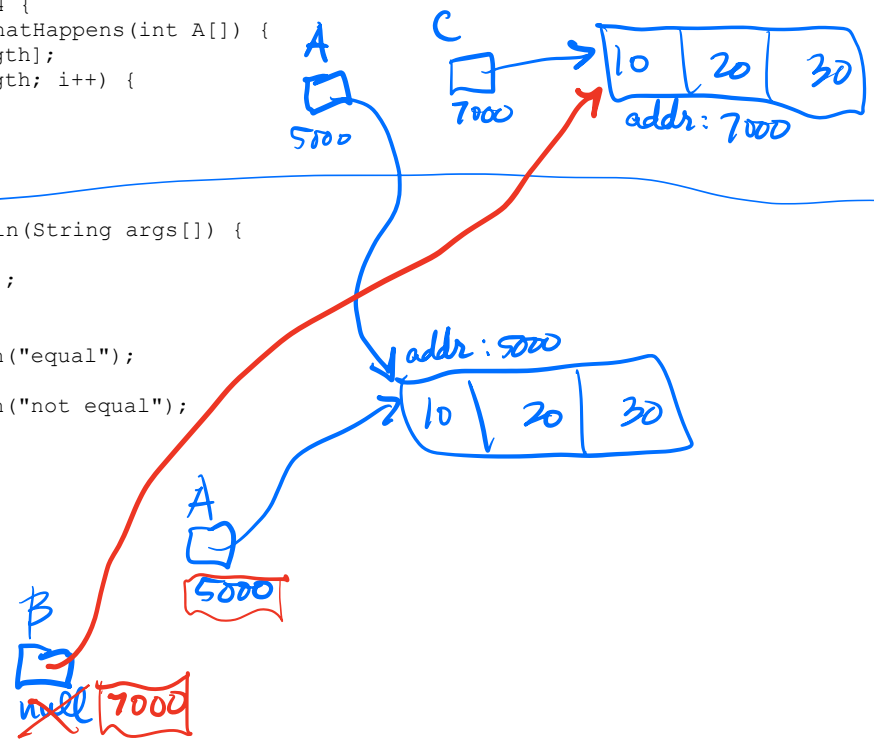 4 {
hatHappens(int A[]) {
gth];
gth; i++) {
A
C
5000
7000
10 20 30
addr: 7000
in(String args[]) {
;
n("equal");
n("not equal");
addr: 5000
10 20 30
A
5000
B
null 7000